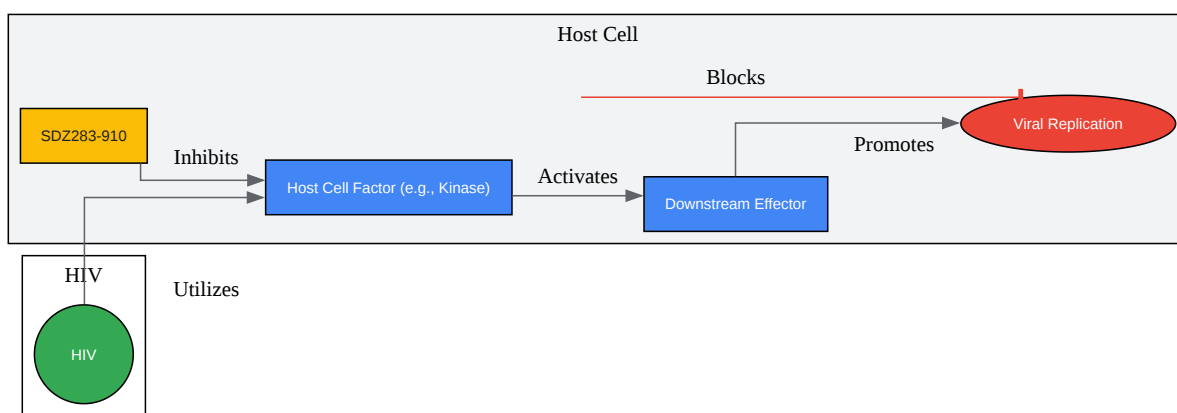 Host Cell
Blocks
SDZ283-910
Viral Replication
Inhibits
Promotes
Host Cell Factor (e.g., Kinase)
Activates
Downstream Effector
HIV
Utilizes
HIV